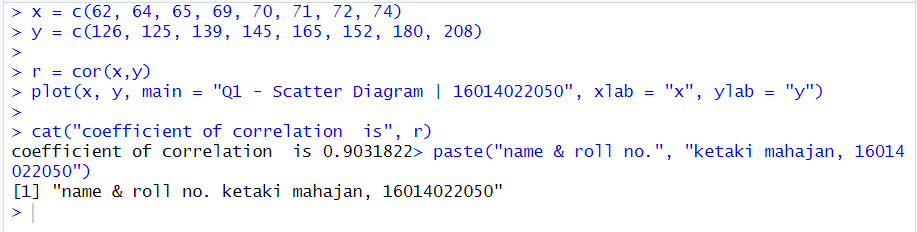 > x = c(62, 64, 65, 69, 70, 71, 72, 74)
> y = c(126, 125, 139, 145, 165, 152, 180, 208)
>
> r = cor(x,y)
> plot(x, y, main = "Q1 - Scatter Diagram | 16014022050", xlab = "x", ylab = "y")
>
> cat("coefficient of correlation  is", r)
coefficient of correlation  is 0.9031822> paste("name & roll no.", "ketaki mahajan, 16014
022050")
[1] "name & roll no. ketaki mahajan, 16014022050"
>